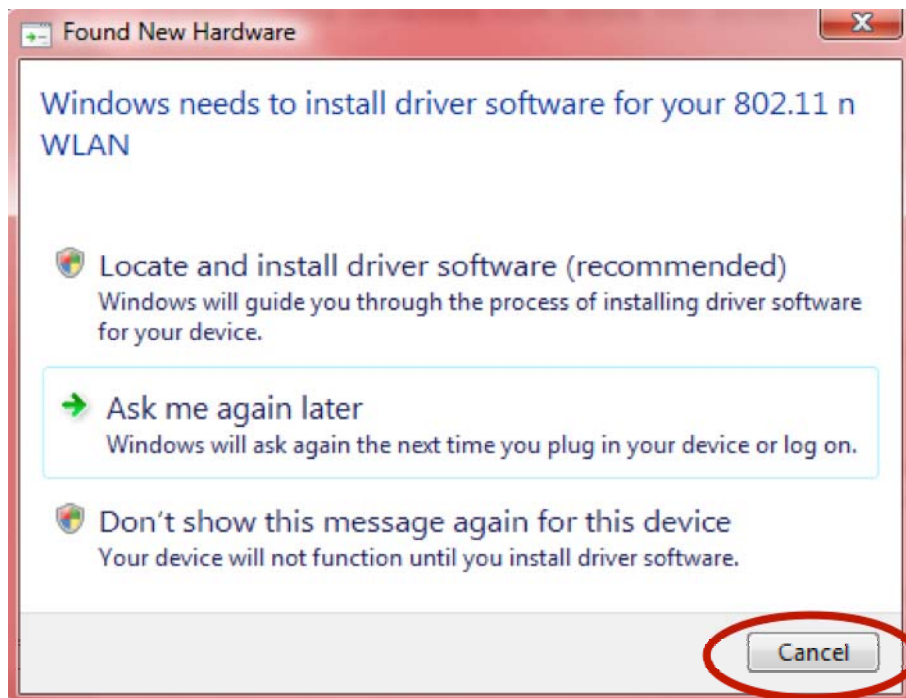 Found New Hardware
Windows needs to install driver software for your 802.11 n
WLAN
Locate and install driver software (recommended)
Windows will guide you through the process of installing driver software
for your device.
Ask me again later
Windows will ask again the next time you plug in your device or log on.
Don't show this message again for this device
Your device will not function until you install driver software.
Cancel